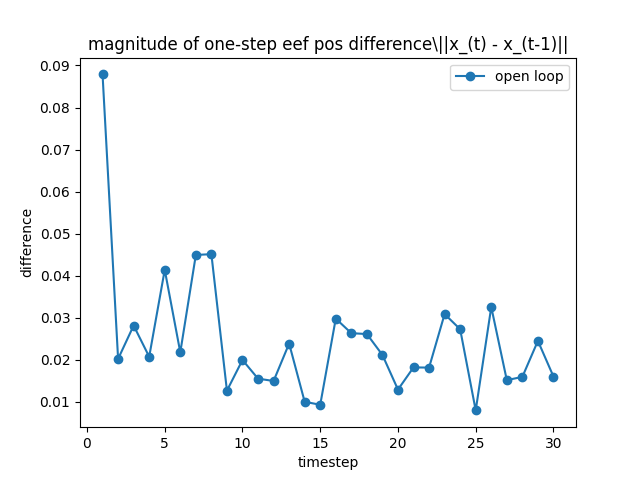 magnitude of one-step eef pos difference\||x_(t) - x_(t-1)||
open loop
0.09
0.08
0.07
0.06
0.05
0.04
0.03
0.02
0.01
difference
0 5 10 15 20 25 30
timestep